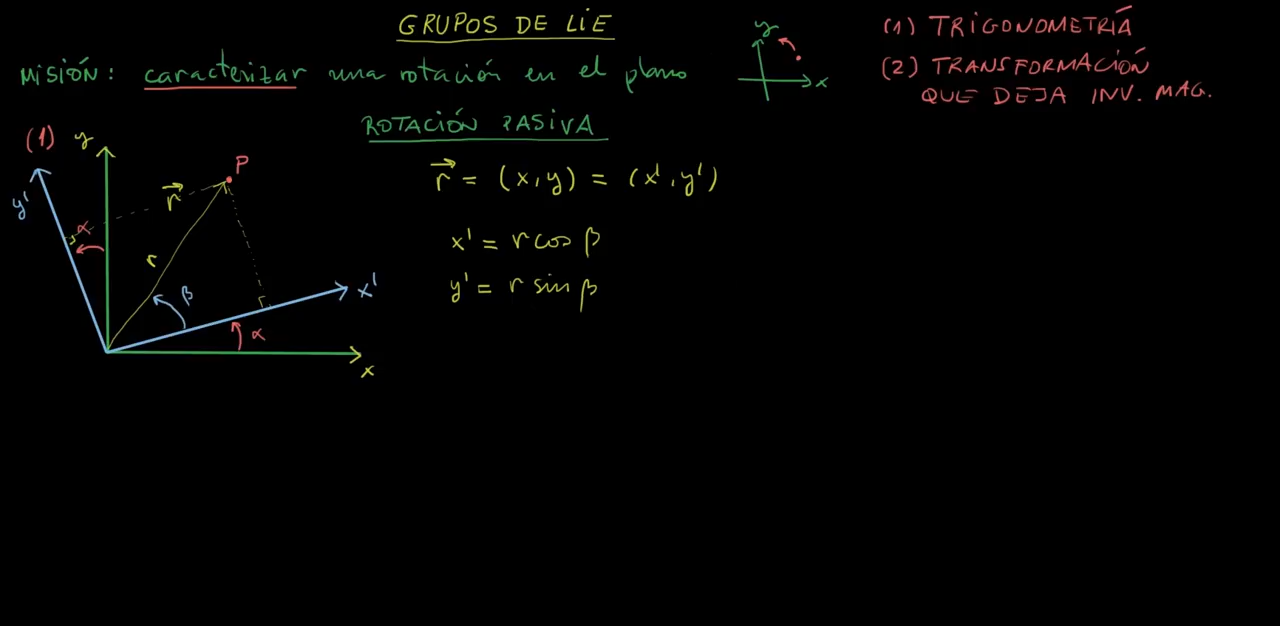 GRUPOS DE LIE
MISIÓN: caracterizar una rotación en el plano
y
x
(1) TRIGONOMETRÍA
(2) TRANSFORMACIÓN
QUE DEJA INV. MAG.
ROTACIÓN PASIVA
(1)
y
P
y'
α
r⃗
r
β
x'
α
x
r⃗ = (x,y) = (x', y')
x' = r cos β
y' = r sin β